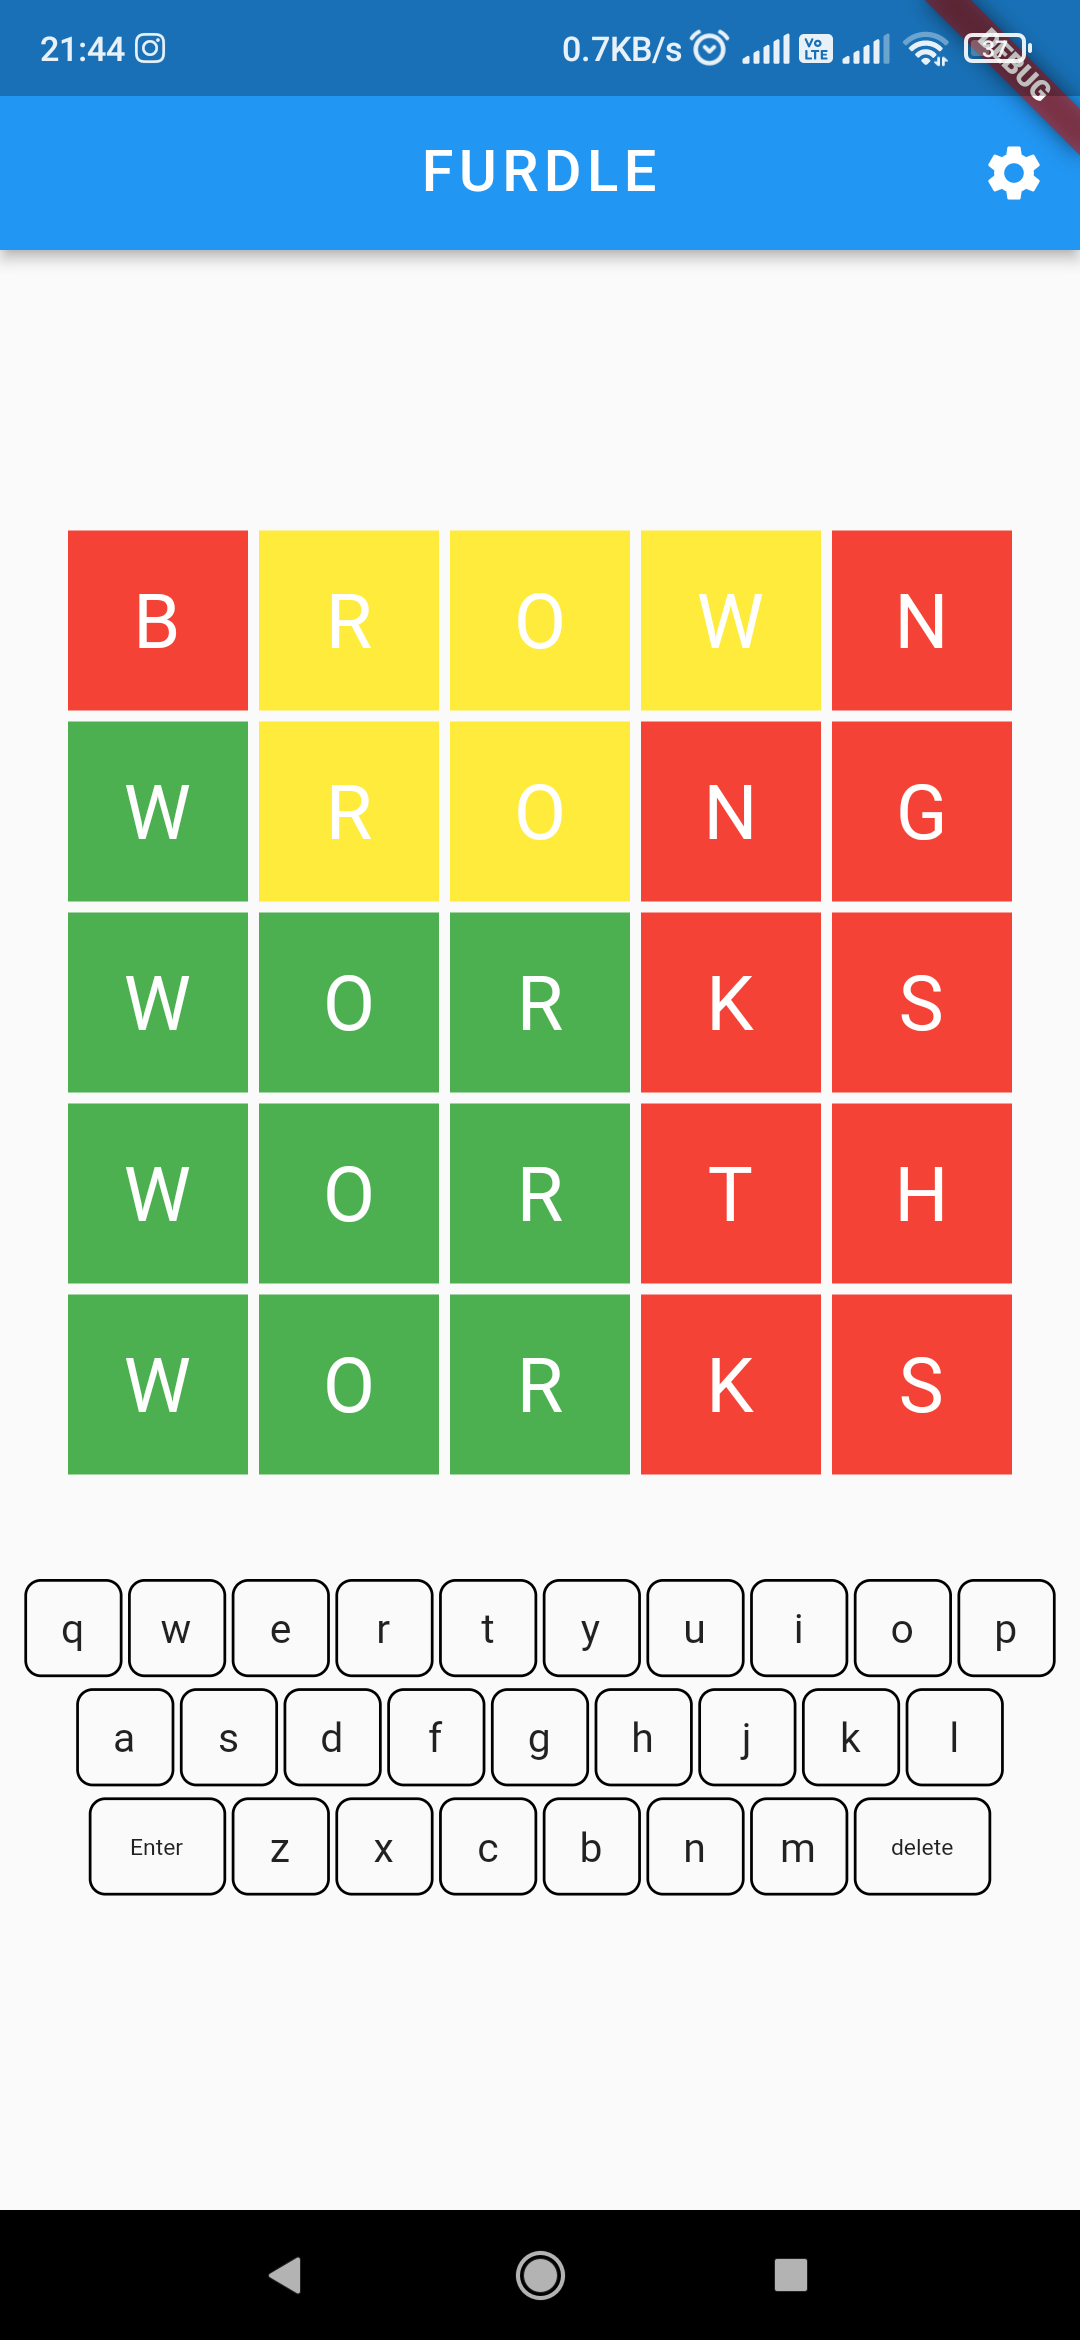 21:44 0.7KB/s Vo LTE 37
DEBUG
FURDLE
B R O W N
W R O N G
W O R K S
W O R T H
W O R K S
q w e r t y u i o p
a s d f g h j k l
Enter z x c b n m delete